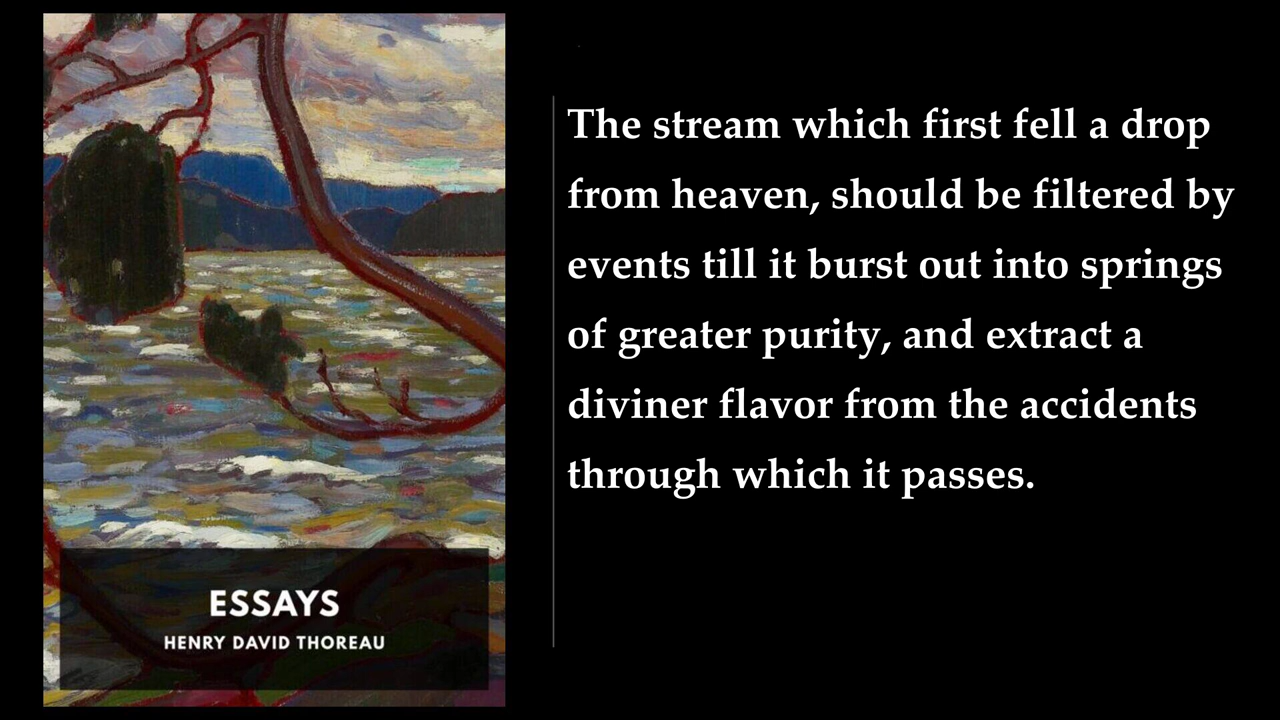 The stream which first fell a drop
from heaven, should be filtered by
events till it burst out into springs
of greater purity, and extract a
diviner flavor from the accidents
through which it passes.
ESSAYS
HENRY DAVID THOREAU